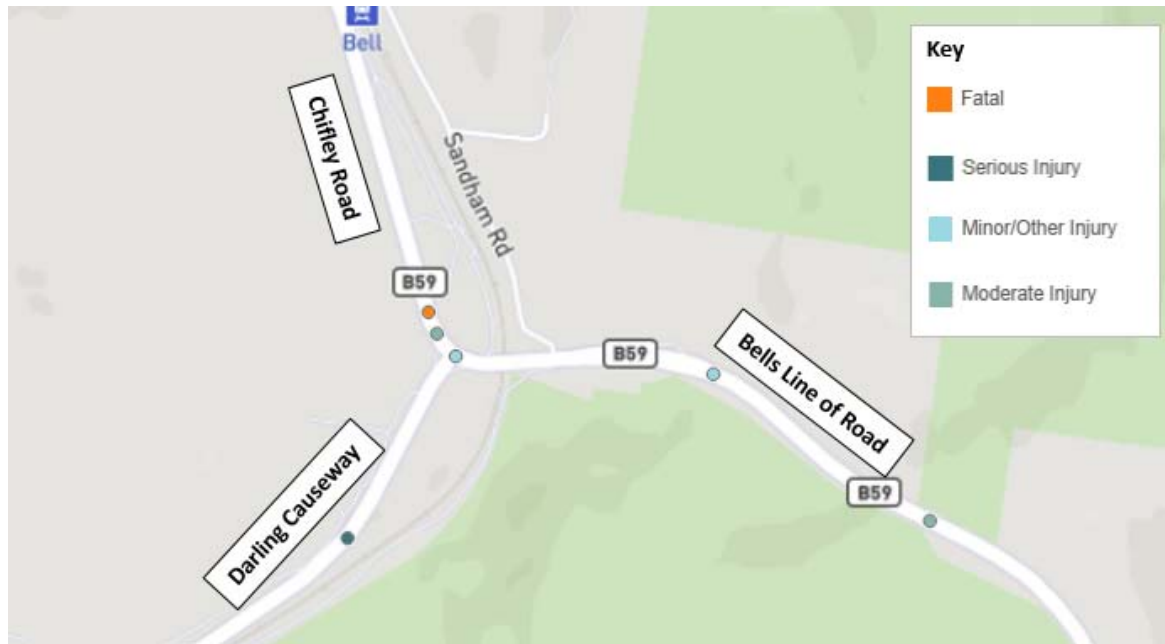 Bell
Chifley Road
Sandham Rd
B59
B59
Bells Line of Road
B59
Darling Causeway
Key
Fatal
Serious Injury
Minor/Other Injury
Moderate Injury